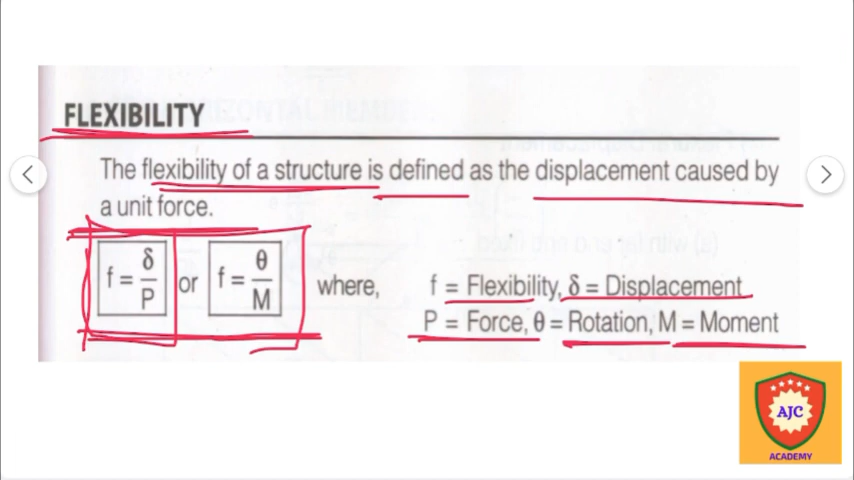 FLEXIBILITY
The flexibility of a structure is defined as the displacement caused by
a unit force.
f = δ/P or f = θ/M where, f = Flexibility, δ = Displacement
P = Force, θ = Rotation, M = Moment
AJC
ACADEMY